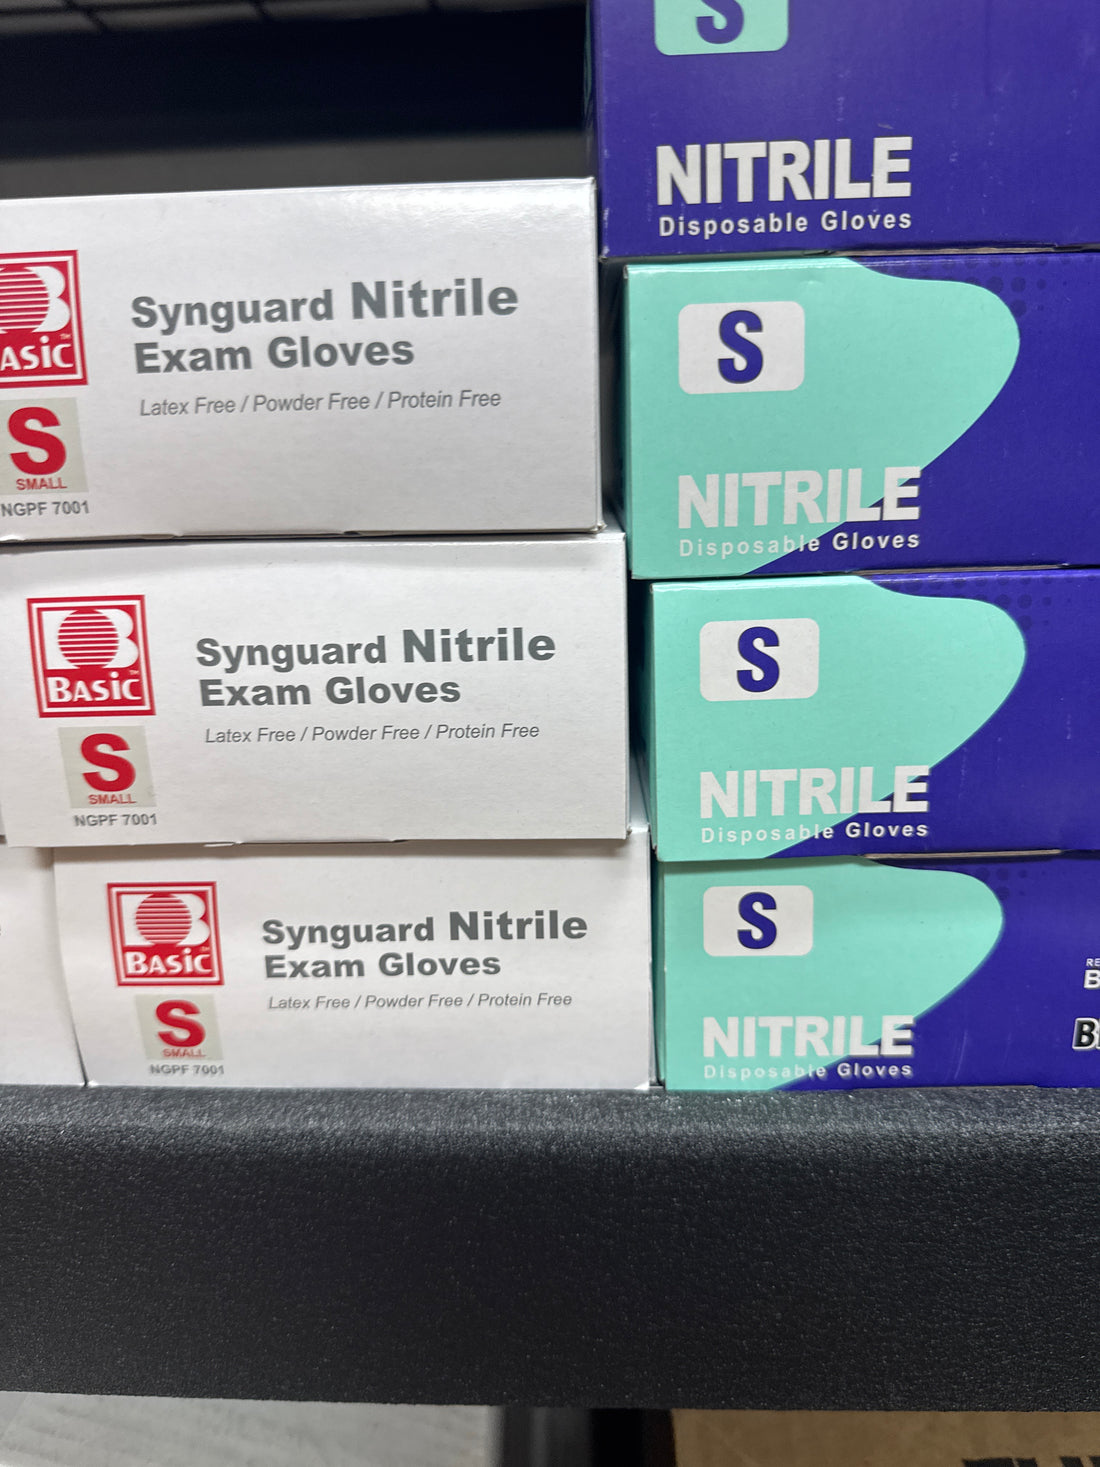 BASiC
S
SMALL
NGPF 7001
Synguard Nitrile
Exam Gloves
Latex Free / Powder Free / Protein Free
BASiC
S
SMALL
NGPF 7001
Synguard Nitrile
Exam Gloves
Latex Free / Powder Free / Protein Free
BASiC
S
SMALL
NGPF 7001
Synguard Nitrile
Exam Gloves
Latex Free / Powder Free / Protein Free
S
NITRILE
Disposable Gloves
S
NITRILE
Disposable Gloves
S
NITRILE
Disposable Gloves
S
NITRILE
Disposable Gloves